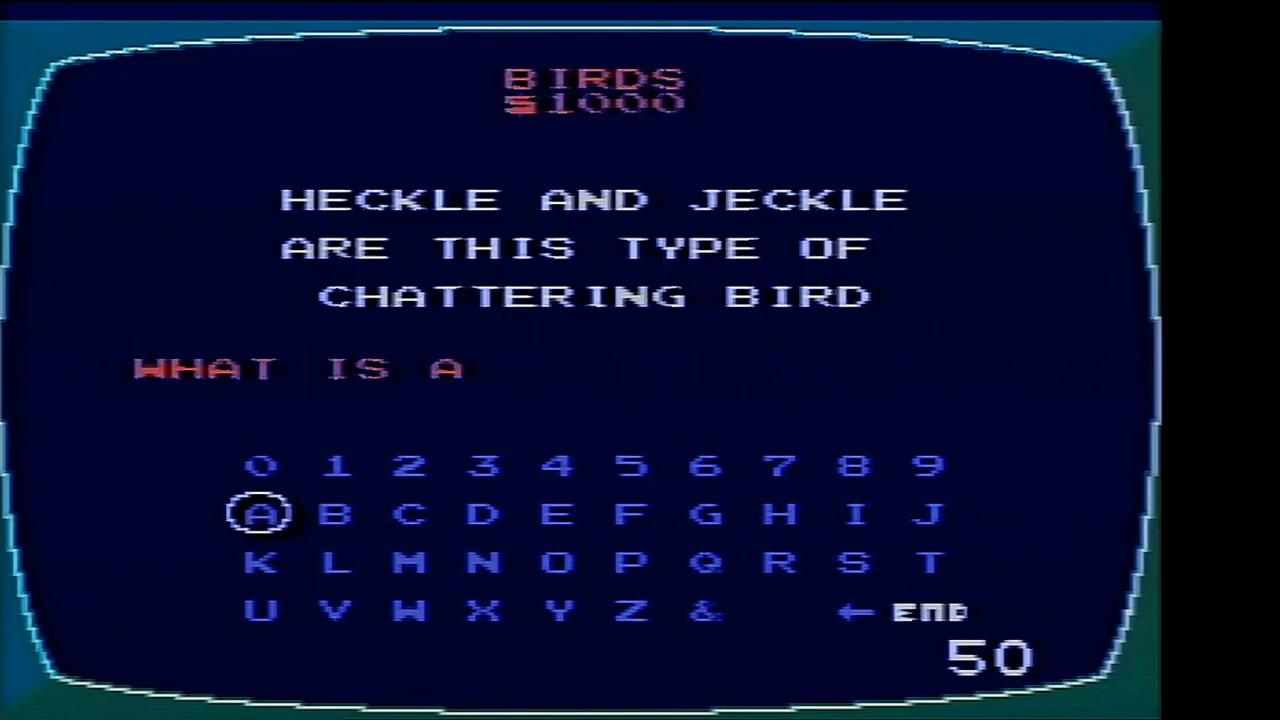 BIRDS
$1000
HECKLE AND JECKLE
ARE THIS TYPE OF
CHATTERING BIRD
WHAT IS A
0 1 2 3 4 5 6 7 8 9
A B C D E F G H I J
K L M N O P Q R S T
U V W X Y Z & ← END
50